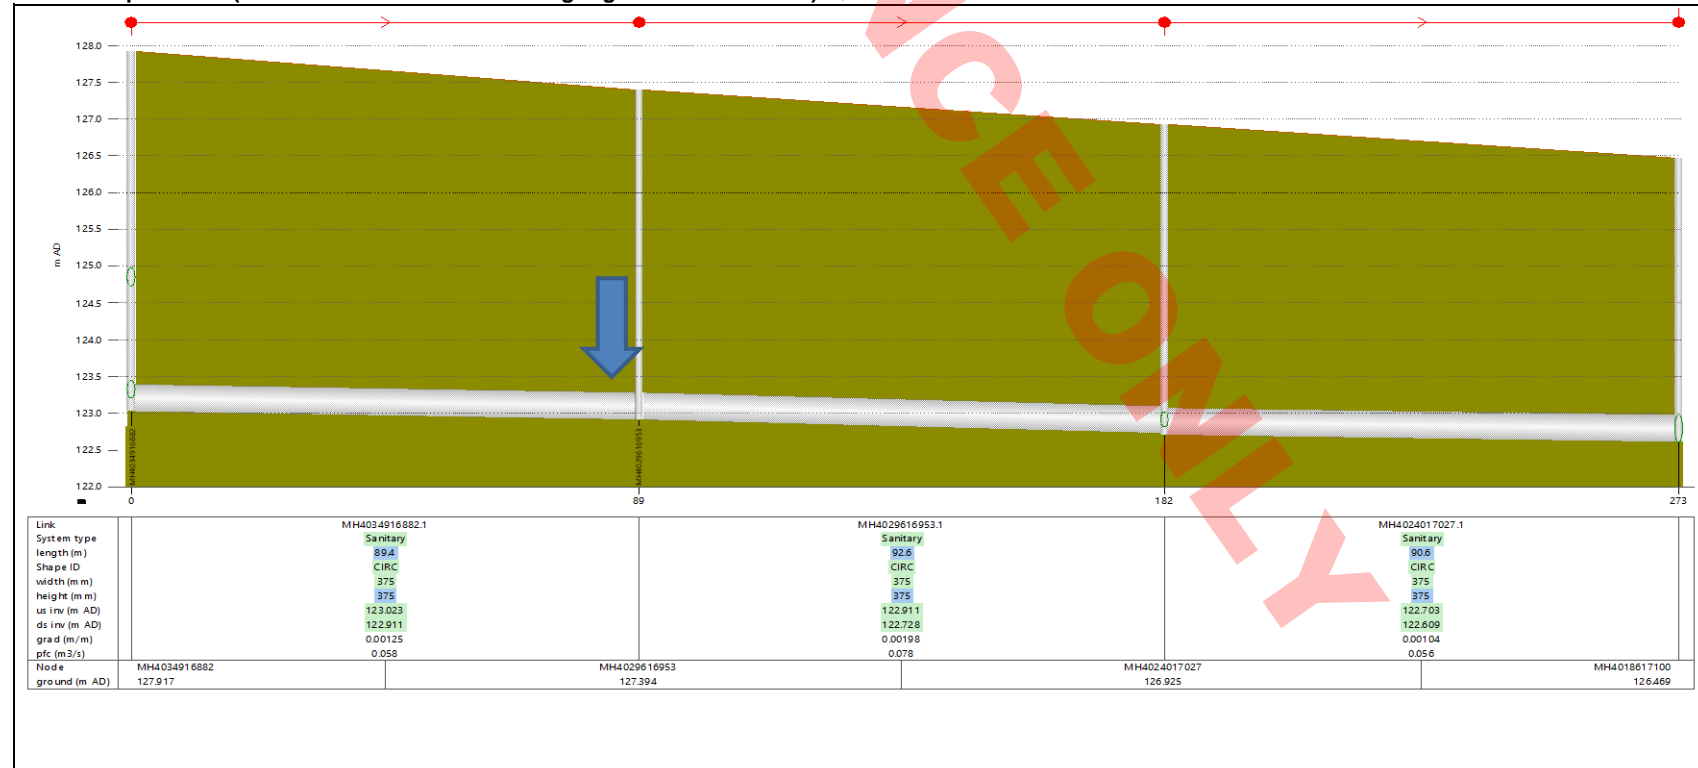 128.0
127.5
127.0
126.5
126.0
125.5
125.0
124.5
124.0
123.5
123.0
122.5
122.0
m AD
MH4034916882
MH4029616953
m 0 89 182 273
Link MH4034916882.1 MH4029616953.1 MH4024017027.1
System type Sanitary Sanitary Sanitary
length (m) 89.4 92.6 90.6
Shape ID CIRC CIRC CIRC
width (mm) 375 375 375
height (mm) 375 375 375
us inv (m AD) 123.023 122.911 122.703
ds inv (m AD) 122.911 122.728 122.609
grad (m/m) 0.00125 0.00198 0.00104
pfc (m3/s) 0.058 0.078 0.056
Node MH4034916882 MH4029616953 MH4024017027 MH4018617100
ground (m AD) 127.917 127.394 126.925 126.469
CE ONLY